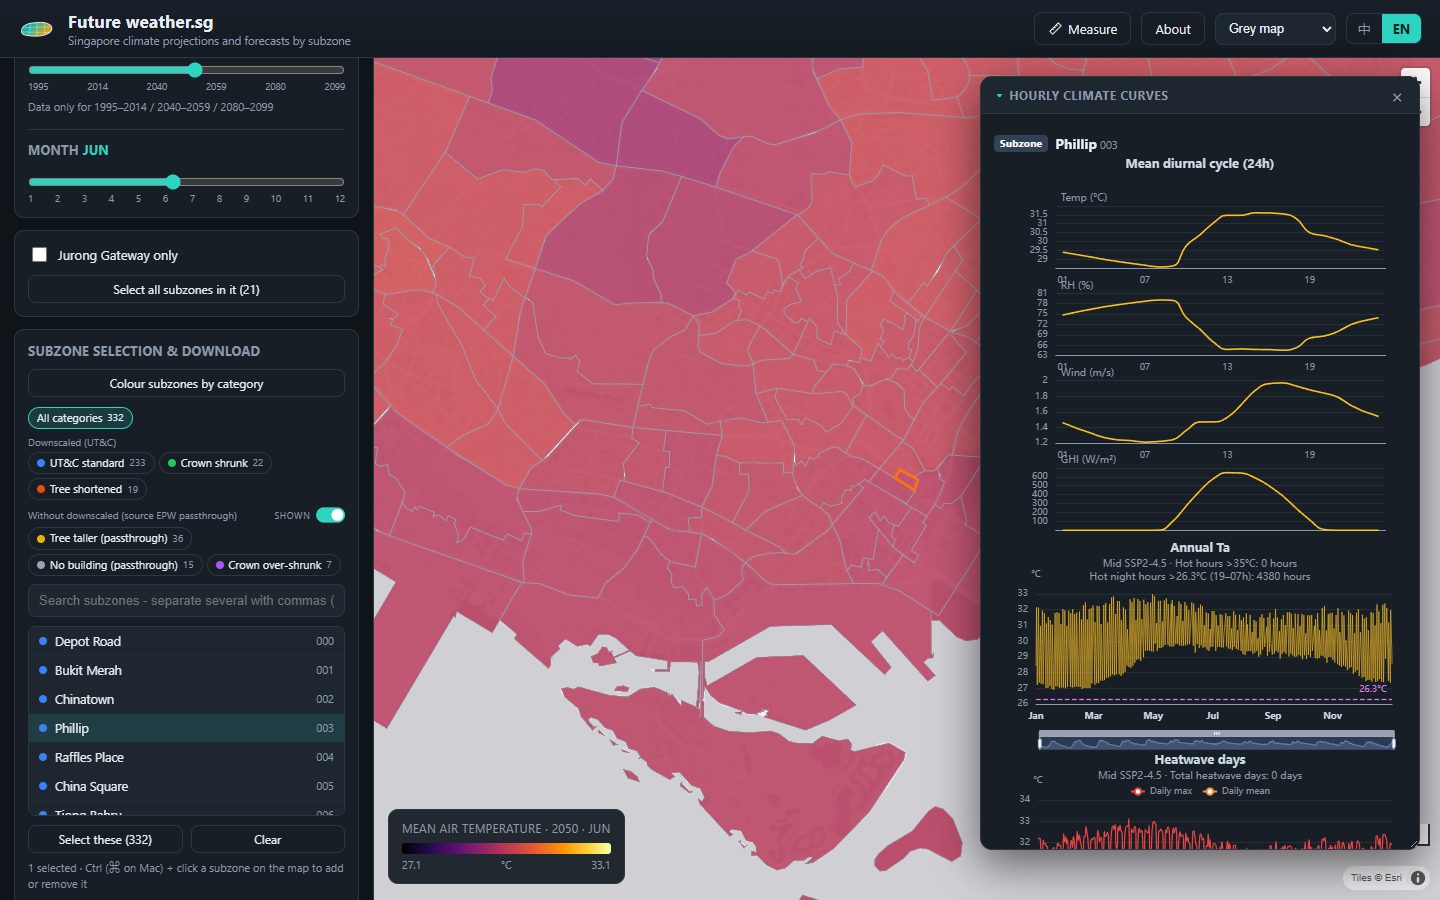 Future weather.sg
Singapore climate projections and forecasts by subzone
Measure
About
Grey map
中
EN
1995 2014 2040 2059 2080 2099
Data only for 1995–2014 / 2040–2059 / 2080–2099
MONTH JUN
1 2 3 4 5 6 7 8 9 10 11 12
Jurong Gateway only
Select all subzones in it (21)
SUBZONE SELECTION & DOWNLOAD
Colour subzones by category
All categories 332
Downscaled (UT&C)
UT&C standard 233
Crown shrunk 22
Tree shortened 19
Without downscaled (source EPW passthrough)
SHOWN
Tree taller (passthrough) 36
No building (passthrough) 15
Crown over-shrunk 7
Search subzones - separate several with commas (
Depot Road 000
Bukit Merah 001
Chinatown 002
Phillip 003
Raffles Place 004
China Square 005
Tiong Bahru 006
Select these (332)
Clear
1 selected · Ctrl (⌘ on Mac) + click a subzone on the map to add
or remove it
MEAN AIR TEMPERATURE · 2050 · JUN
27.1 °C 33.1
HOURLY CLIMATE CURVES
×
Subzone Phillip 003
Mean diurnal cycle (24h)
Temp (°C)
31.5
31
30.5
30
29.5
29
01 07 13 19
RH (%)
81
78
75
72
69
66
63
01 07 13 19
Wind (m/s)
2
1.8
1.6
1.4
1.2
01 07 13 19
GHI (W/m²)
600
500
400
300
200
100
Annual Ta
Mid SSP2-4.5 · Hot hours >35°C: 0 hours
Hot night hours >26.3°C (19–07h): 4380 hours
°C
33
32
31
30
29
28
27
26
26.3°C
Jan Mar May Jul Sep Nov
Heatwave days
Mid SSP2-4.5 · Total heatwave days: 0 days
°C
Daily max Daily mean
34
33
32
Tiles © Esri